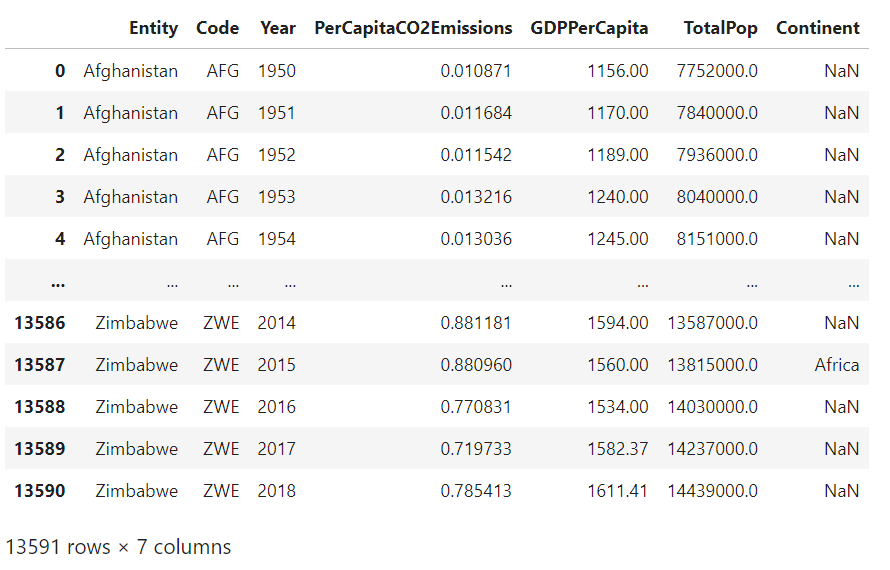 Entity Code Year PerCapitaCO2Emissions GDPPerCapita TotalPop Continent
0 Afghanistan AFG 1950 0.010871 1156.00 7752000.0 NaN
1 Afghanistan AFG 1951 0.011684 1170.00 7840000.0 NaN
2 Afghanistan AFG 1952 0.011542 1189.00 7936000.0 NaN
3 Afghanistan AFG 1953 0.013216 1240.00 8040000.0 NaN
4 Afghanistan AFG 1954 0.013036 1245.00 8151000.0 NaN
... ... ... ... ... ... ... ...
13586 Zimbabwe ZWE 2014 0.881181 1594.00 13587000.0 NaN
13587 Zimbabwe ZWE 2015 0.880960 1560.00 13815000.0 Africa
13588 Zimbabwe ZWE 2016 0.770831 1534.00 14030000.0 NaN
13589 Zimbabwe ZWE 2017 0.719733 1582.37 14237000.0 NaN
13590 Zimbabwe ZWE 2018 0.785413 1611.41 14439000.0 NaN
13591 rows × 7 columns